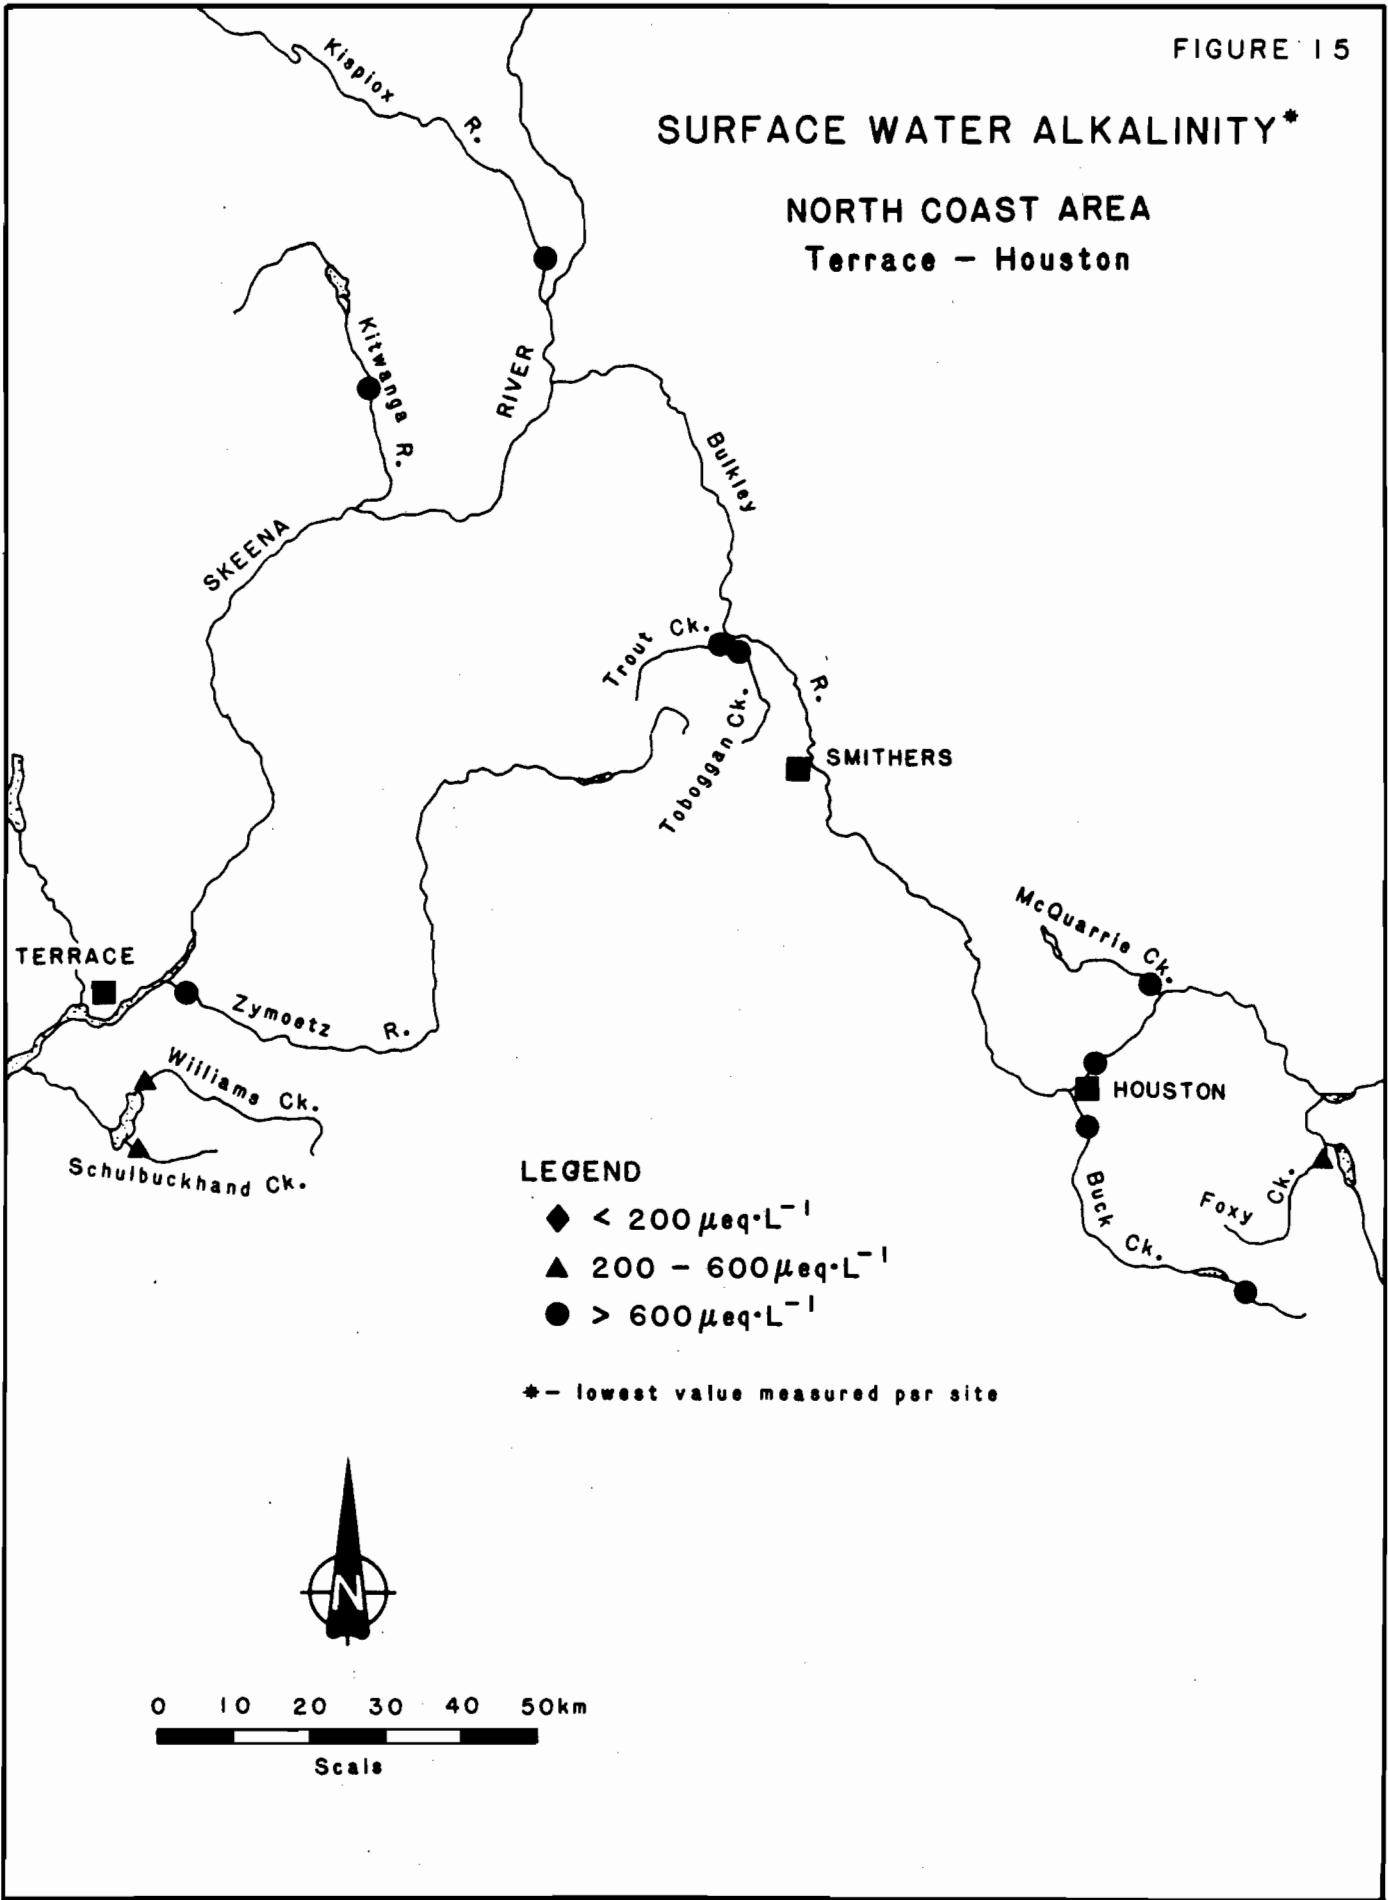 FIGURE 15
SURFACE WATER ALKALINITY*
NORTH COAST AREA
Terrace – Houston
Kispiox R.
Kitwanga R.
RIVER
Bulkley
SKEENA
Trout Ck.
R.
Toboggan Ck.
SMITHERS
McQuarrie Ck.
TERRACE
Zymoetz R.
Williams Ck.
HOUSTON
Schulbuckhand Ck.
Buck Ck.
Foxy Ck.
LEGEND
< 200 μeq·L⁻¹
200 – 600 μeq·L⁻¹
> 600 μeq·L⁻¹
*– lowest value measured per site
N
0 10 20 30 40 50km
Scale